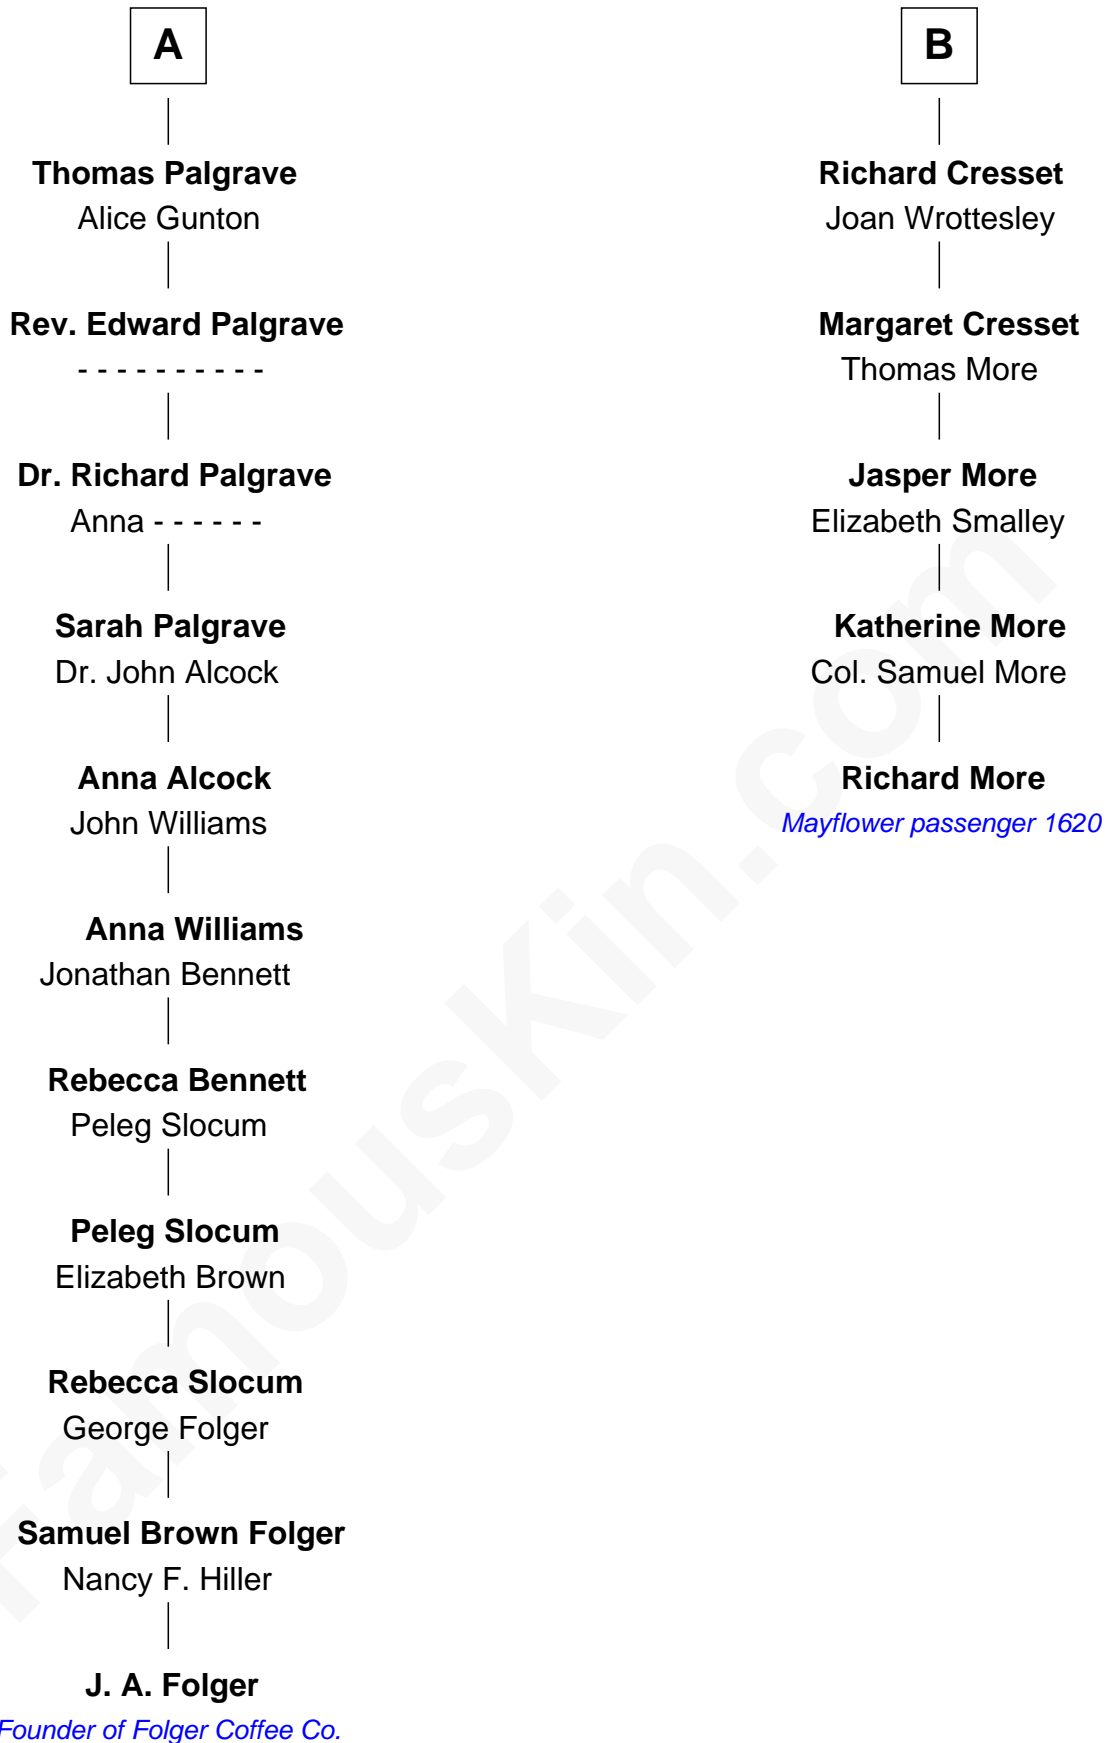 A
Thomas Palgrave
Alice Gunton
Rev. Edward Palgrave
- - - - - - - - - -
Dr. Richard Palgrave
Anna - - - - - -
Sarah Palgrave
Dr. John Alcock
Anna Alcock
John Williams
Anna Williams
Jonathan Bennett
Rebecca Bennett
Peleg Slocum
Peleg Slocum
Elizabeth Brown
Rebecca Slocum
George Folger
Samuel Brown Folger
Nancy F. Hiller
J. A. Folger
Founder of Folger Coffee Co.
B
Richard Cresset
Joan Wrottesley
Margaret Cresset
Thomas More
Jasper More
Elizabeth Smalley
Katherine More
Col. Samuel More
Richard More
Mayflower passenger 1620
FamousKin.com